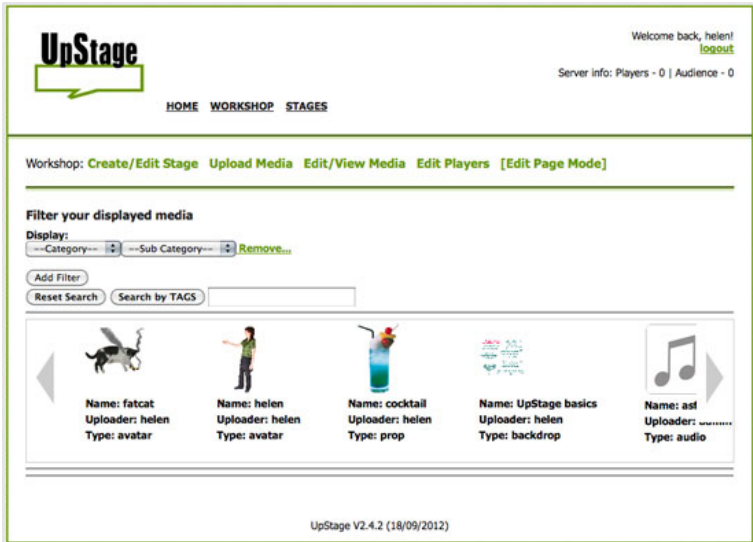 UpStage
Welcome back, helen!
logout
Server info: Players - 0 | Audience - 0
HOME WORKSHOP STAGES
Workshop: Create/Edit Stage Upload Media Edit/View Media Edit Players [Edit Page Mode]
Filter your displayed media
Display:
--Category-- --Sub Category-- Remove...
Add Filter
Reset Search Search by TAGS
Name: fatcat
Uploader: helen
Type: avatar
Name: helen
Uploader: helen
Type: avatar
Name: cocktail
Uploader: helen
Type: prop
Name: UpStage basics
Uploader: helen
Type: backdrop
Name:
Uploader:
Type: audio
UpStage V2.4.2 (18/09/2012)